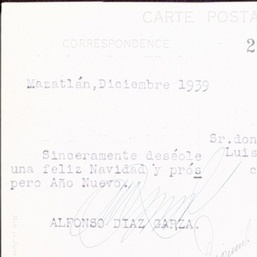 CARTE POSTA
CORRESPONDENCE
2
Mazatlán,Diciembre 1939
Sr.don
Luis
Sinceramente deséole
una feliz Navidad y prós
c
pero Año Nuevo.
ALFONSO DIAZ GARZA.